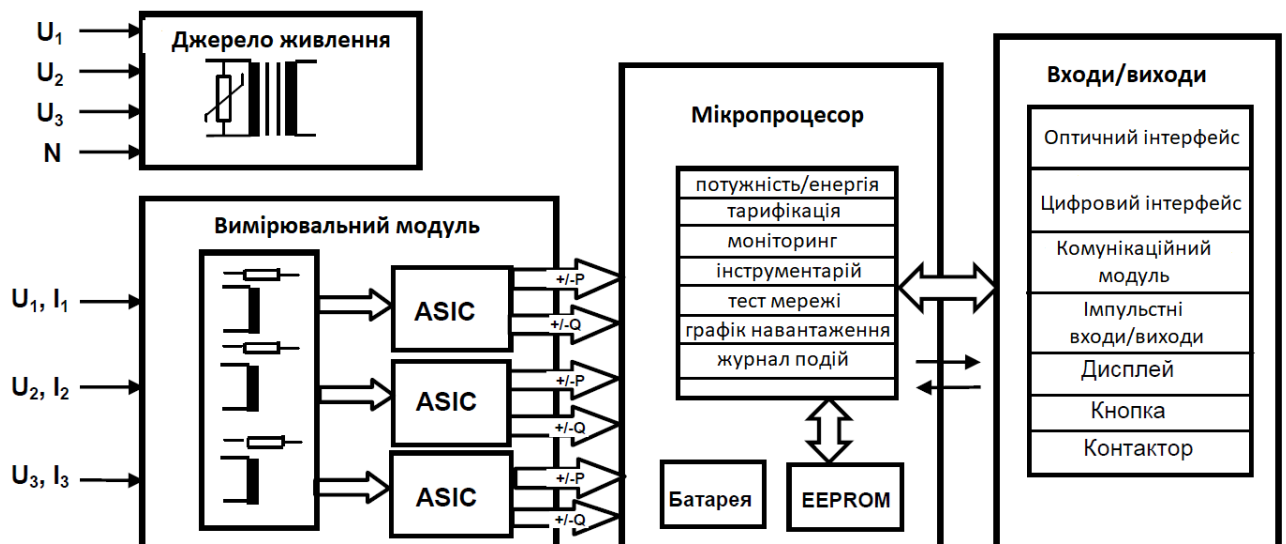 U1
U2
U3
N
Джерело живлення
Вимірювальний модуль
U1, I1
U2, I2
U3, I3
ASIC
ASIC
ASIC
+/-P
+/-Q
+/-P
+/-Q
+/-P
+/-Q
Мікропроцесор
потужність/енергія
тарифікація
моніторинг
інструментарій
тест мережі
графік навантаження
журнал подій
Батарея
EEPROM
Входи/виходи
Оптичний інтерфейс
Цифровий інтерфейс
Комунікаційний
модуль
Імпульстні
входи/виходи
Дисплей
Кнопка
Контактор